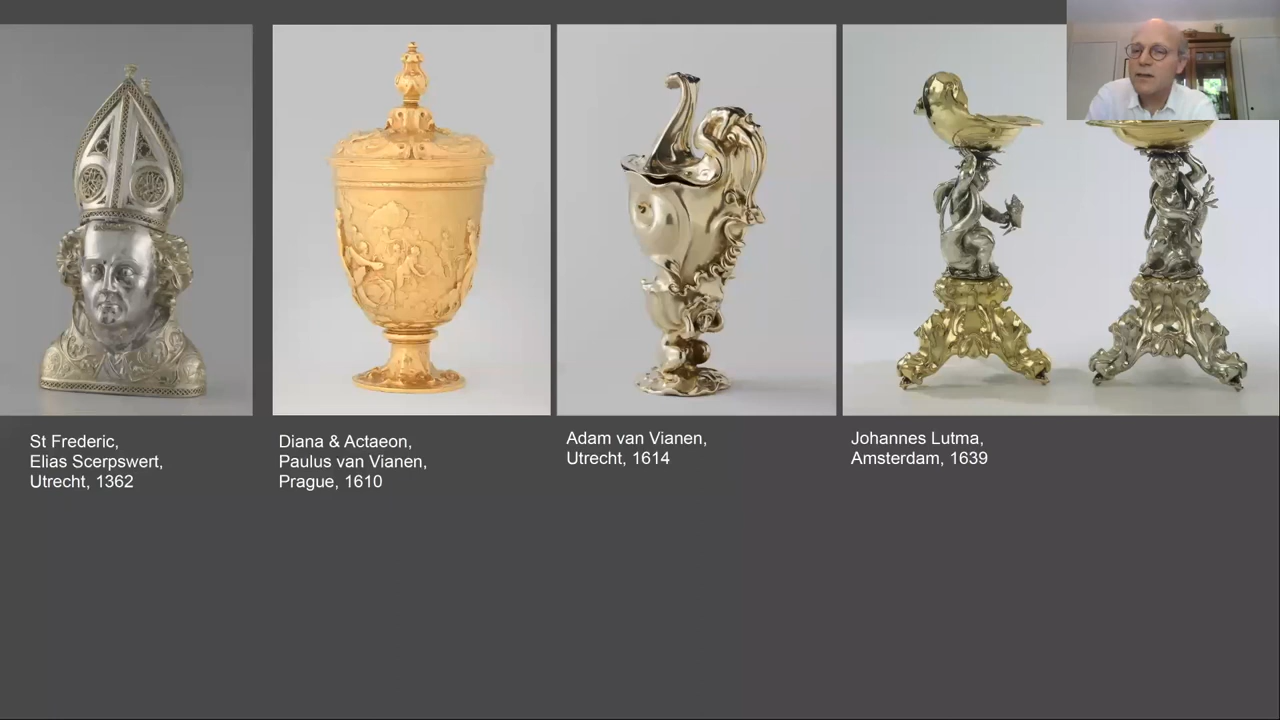 St Frederic,
Elias Scerpswert,
Utrecht, 1362
Diana & Actaeon,
Paulus van Vianen,
Prague, 1610
Adam van Vianen,
Utrecht, 1614
Johannes Lutma,
Amsterdam, 1639